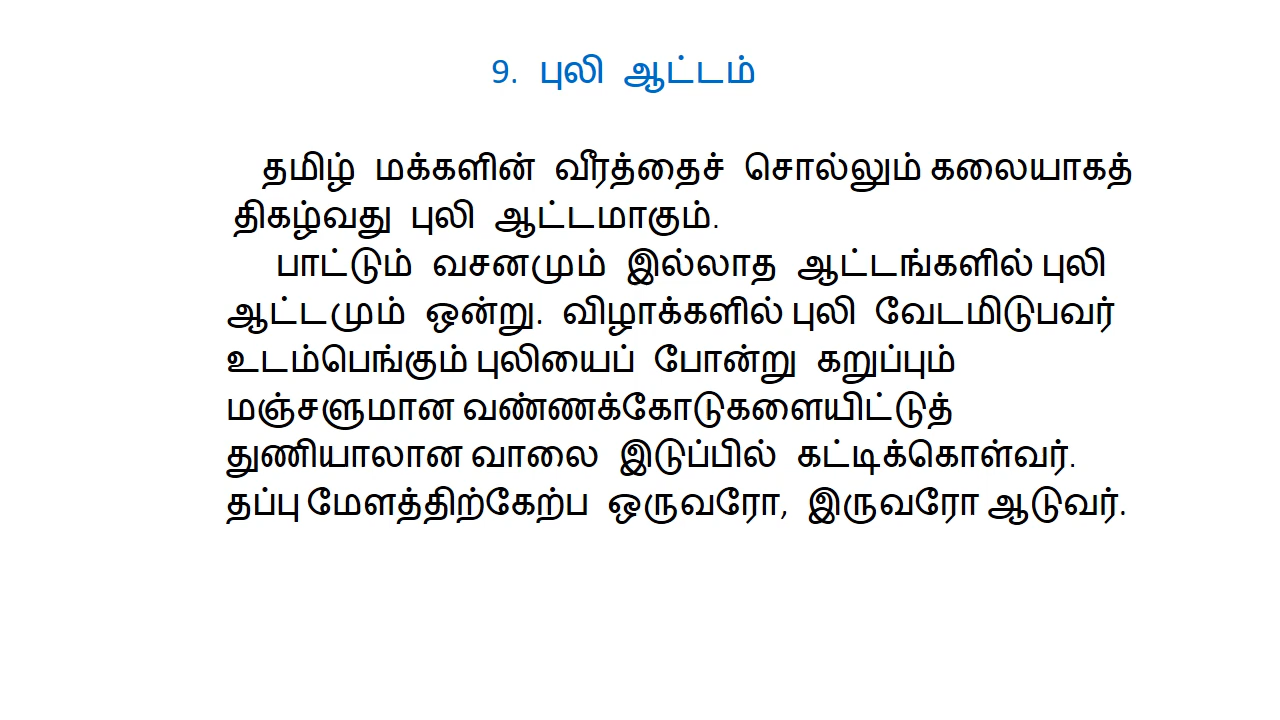 9. புலி ஆட்டம்
தமிழ் மக்களின் வீரத்தைச் சொல்லும் கலையாகத்
திகழ்வது புலி ஆட்டமாகும்.
பாட்டும் வசனமும் இல்லாத ஆட்டங்களில் புலி
ஆட்டமும் ஒன்று. விழாக்களில் புலி வேடமிடுபவர்
உடம்பெங்கும் புலியைப் போன்று கறுப்பும்
மஞ்சளுமான வண்ணக்கோடுகளையிட்டுத்
துணியாலான வாலை இடுப்பில் கட்டிக்கொள்வர்.
தப்பு மேளத்திற்கேற்ப ஒருவரோ, இருவரோ ஆடுவர்.